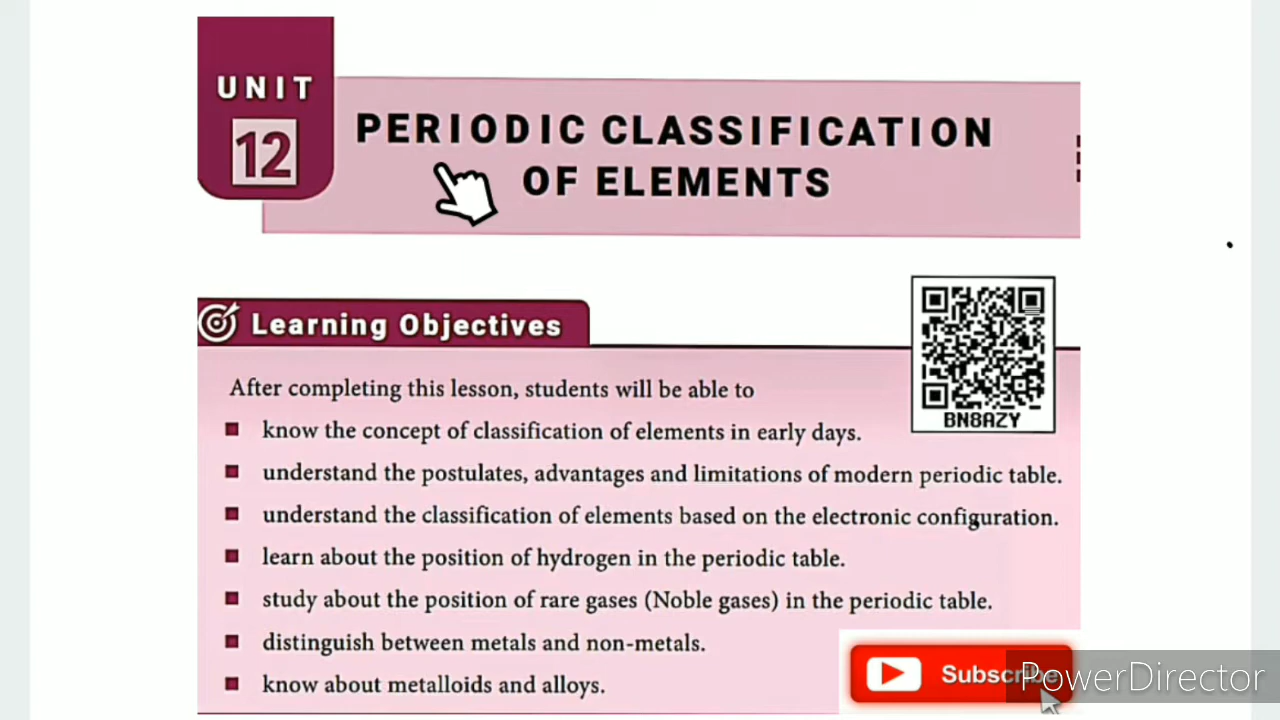 UNIT
12
PERIODIC CLASSIFICATION
OF ELEMENTS
Learning Objectives
BN8AZY
After completing this lesson, students will be able to
know the concept of classification of elements in early days.
understand the postulates, advantages and limitations of modern periodic table.
understand the classification of elements based on the electronic configuration.
learn about the position of hydrogen in the periodic table.
study about the position of rare gases (Noble gases) in the periodic table.
distinguish between metals and non-metals.
know about metalloids and alloys.
Subscribe
PowerDirector